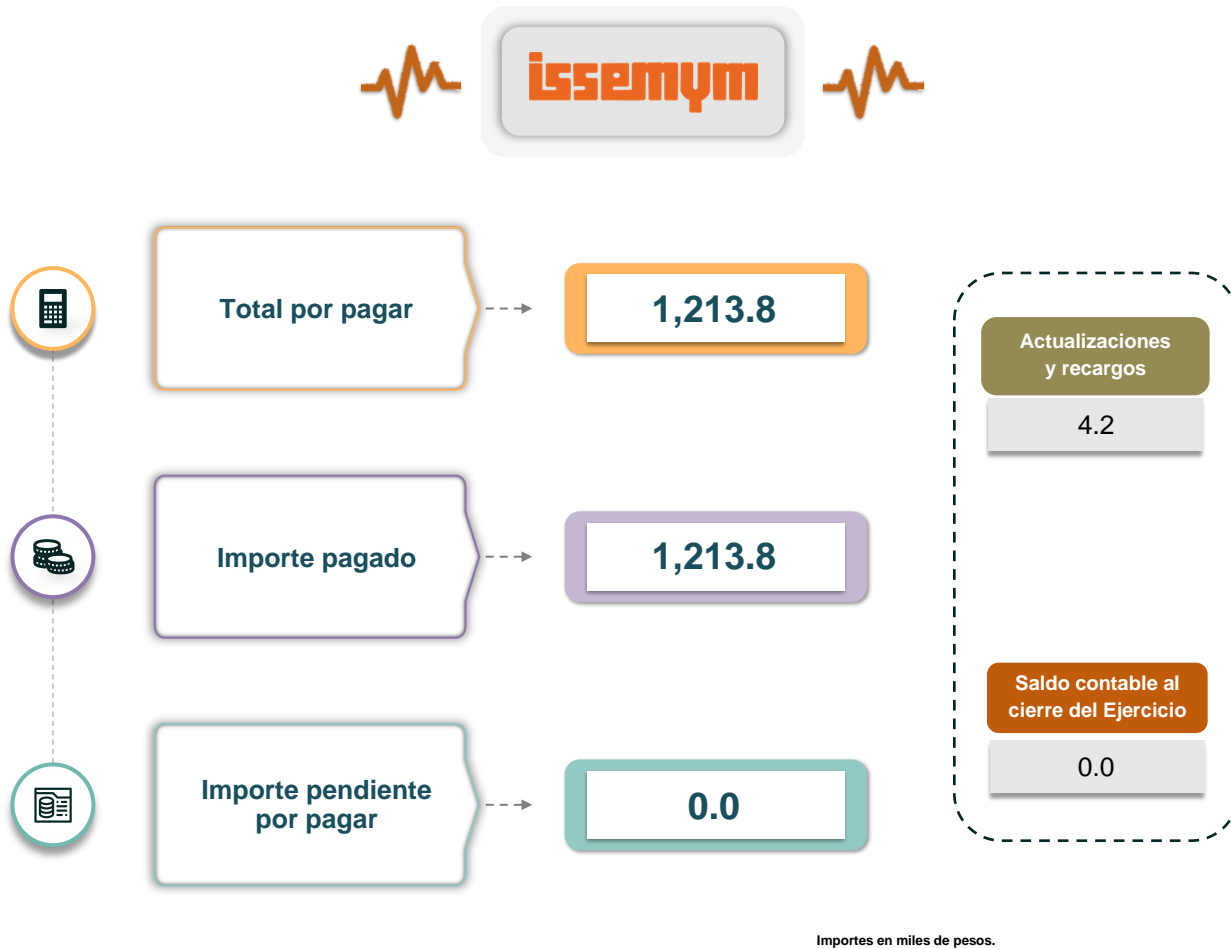 issemym
Total por pagar
1,213.8
Actualizaciones
y recargos
4.2
Importe pagado
1,213.8
Importe pendiente
por pagar
0.0
Saldo contable al
cierre del Ejercicio
0.0
Importes en miles de pesos.